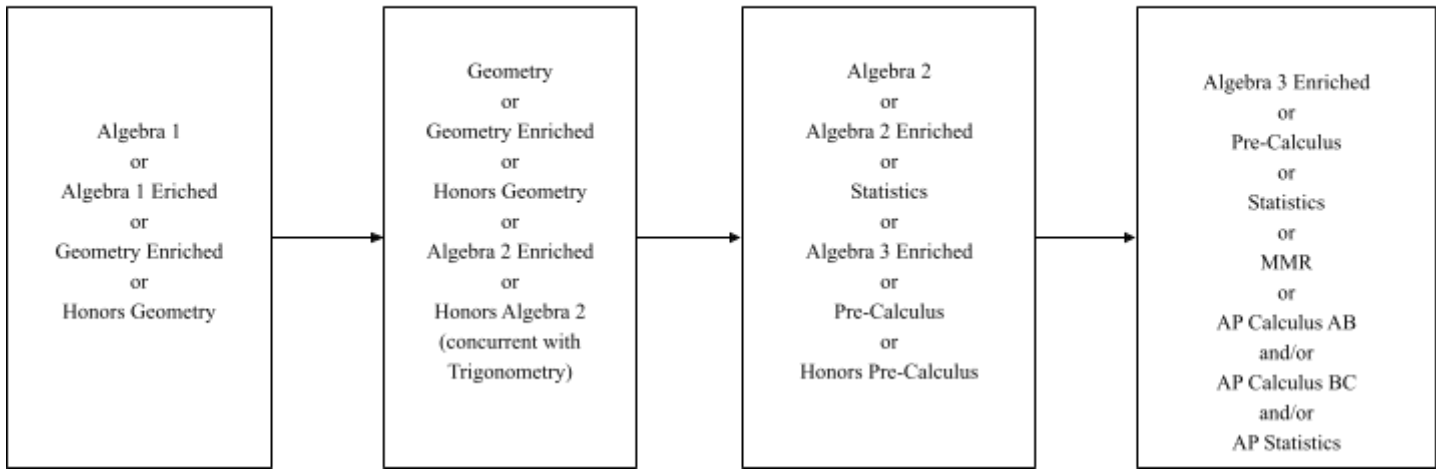 Algebra 1
or
Algebra 1 Eriched
or
Geometry Enriched
or
Honors Geometry
Geometry
or
Geometry Enriched
or
Honors Geometry
or
Algebra 2 Enriched
or
Honors Algebra 2
(concurrent with
Trigonometry)
Algebra 2
or
Algebra 2 Enriched
or
Statistics
or
Algebra 3 Enriched
or
Pre-Calculus
or
Honors Pre-Calculus
Algebra 3 Enriched
or
Pre-Calculus
or
Statistics
or
MMR
or
AP Calculus AB
and/or
AP Calculus BC
and/or
AP Statistics